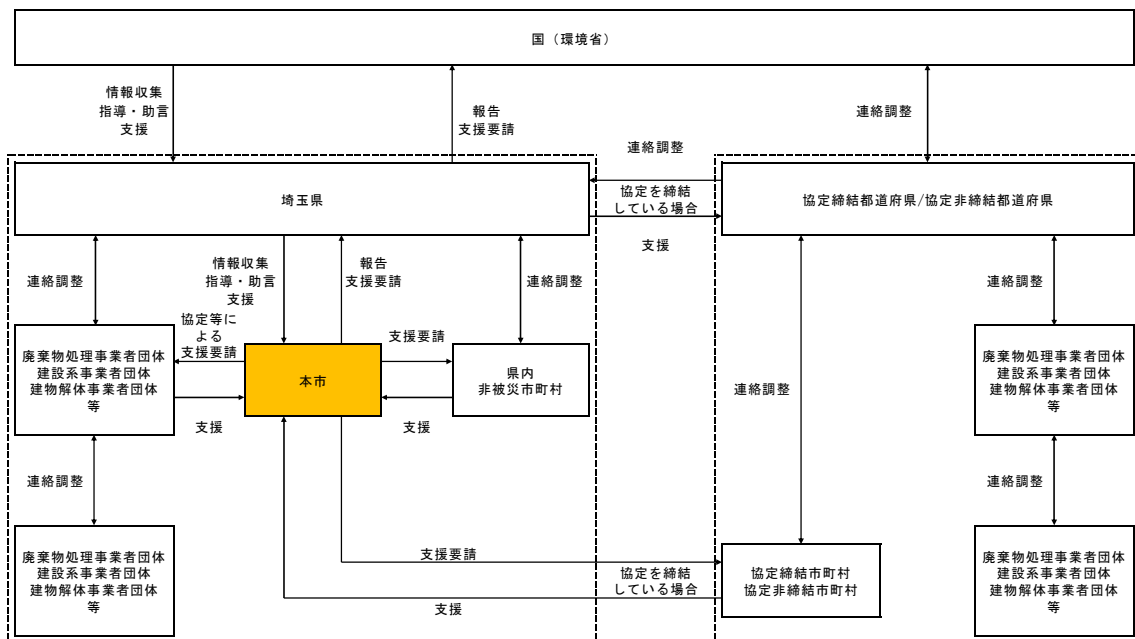 国（環境省）
情報収集
指導・助言
支援
報告
支援要請
連絡調整
連絡調整
埼玉県
協定を締結
している場合
支援
協定締結都道府県/協定非締結都道府県
連絡調整
情報収集
指導・助言
支援
報告
支援要請
連絡調整
連絡調整
連絡調整
協定等に
よる
支援要請
支援要請
廃棄物処理事業者団体
建設系事業者団体
建物解体事業者団体
等
本市
県内
非被災市町村
廃棄物処理事業者団体
建設系事業者団体
建物解体事業者団体
等
支援
支援
連絡調整
連絡調整
連絡調整
廃棄物処理事業者団体
建設系事業者団体
建物解体事業者団体
等
支援要請
協定を締結
している場合
支援
協定締結市町村
協定非締結市町村
廃棄物処理事業者団体
建設系事業者団体
建物解体事業者団体
等